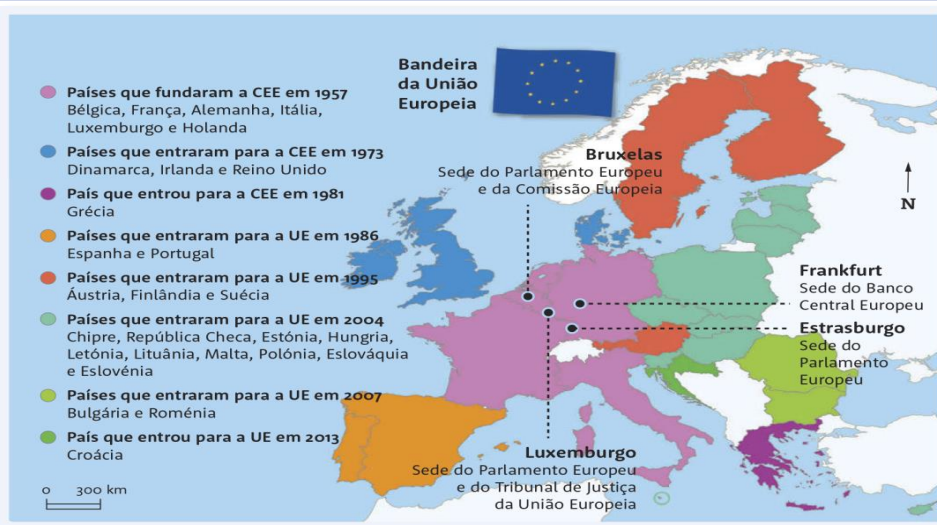 Bandeira
da União
Europeia
Países que fundaram a CEE em 1957
Bélgica, França, Alemanha, Itália,
Luxemburgo e Holanda
Países que entraram para a CEE em 1973
Dinamarca, Irlanda e Reino Unido
País que entrou para a CEE em 1981
Grécia
Países que entraram para a UE em 1986
Espanha e Portugal
Países que entraram para a UE em 1995
Áustria, Finlândia e Suécia
Países que entraram para a UE em 2004
Chipre, República Checa, Estónia, Hungria,
Letónia, Lituânia, Malta, Polónia, Eslováquia
e Eslovénia
Países que entraram para a UE em 2007
Bulgária e Roménia
País que entrou para a UE em 2013
Croácia
0 300 km
Bruxelas
Sede do Parlamento Europeu
e da Comissão Europeia
N
Frankfurt
Sede do Banco
Central Europeu
Estrasburgo
Sede do
Parlamento
Europeu
Luxemburgo
Sede do Parlamento Europeu
e do Tribunal de Justiça
da União Europeia